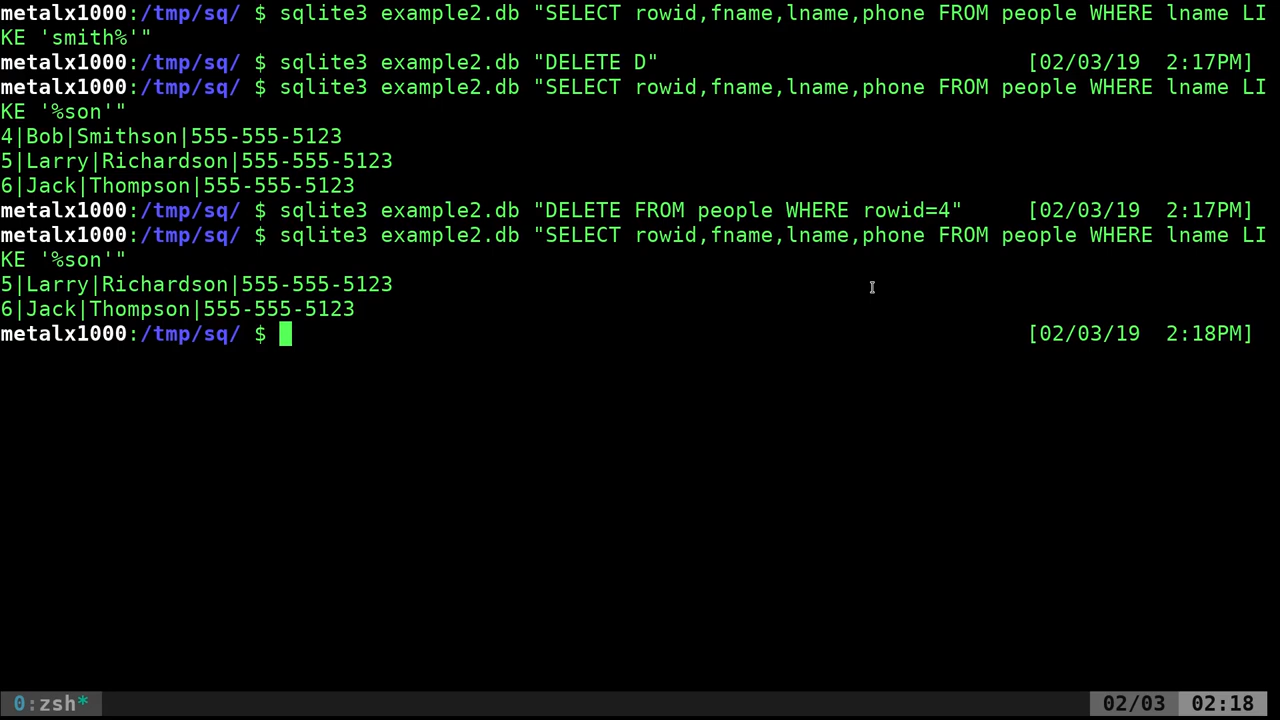 metalx1000:/tmp/sq/ $ sqlite3 example2.db "SELECT rowid,fname,lname,phone FROM people WHERE lname LI
KE 'smith%'"
metalx1000:/tmp/sq/ $ sqlite3 example2.db "DELETE D" [02/03/19  2:17PM]
metalx1000:/tmp/sq/ $ sqlite3 example2.db "SELECT rowid,fname,lname,phone FROM people WHERE lname LI
KE '%son'"
4|Bob|Smithson|555-555-5123
5|Larry|Richardson|555-555-5123
6|Jack|Thompson|555-555-5123
metalx1000:/tmp/sq/ $ sqlite3 example2.db "DELETE FROM people WHERE rowid=4" [02/03/19  2:17PM]
metalx1000:/tmp/sq/ $ sqlite3 example2.db "SELECT rowid,fname,lname,phone FROM people WHERE lname LI
KE '%son'"
5|Larry|Richardson|555-555-5123
6|Jack|Thompson|555-555-5123
metalx1000:/tmp/sq/ $ [02/03/19  2:18PM]
0:zsh* 02/03 02:18